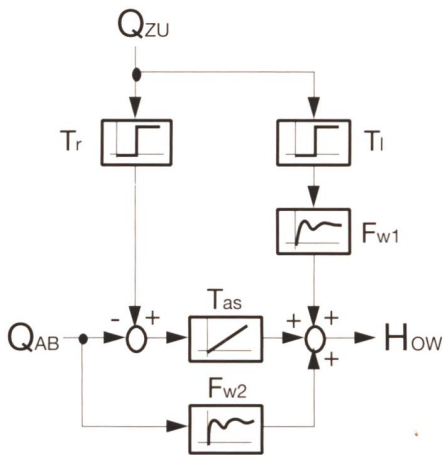 QZU
Tr
Tl
Fw1
- +
Tas
+ +
QAB
HOW
+
Fw2